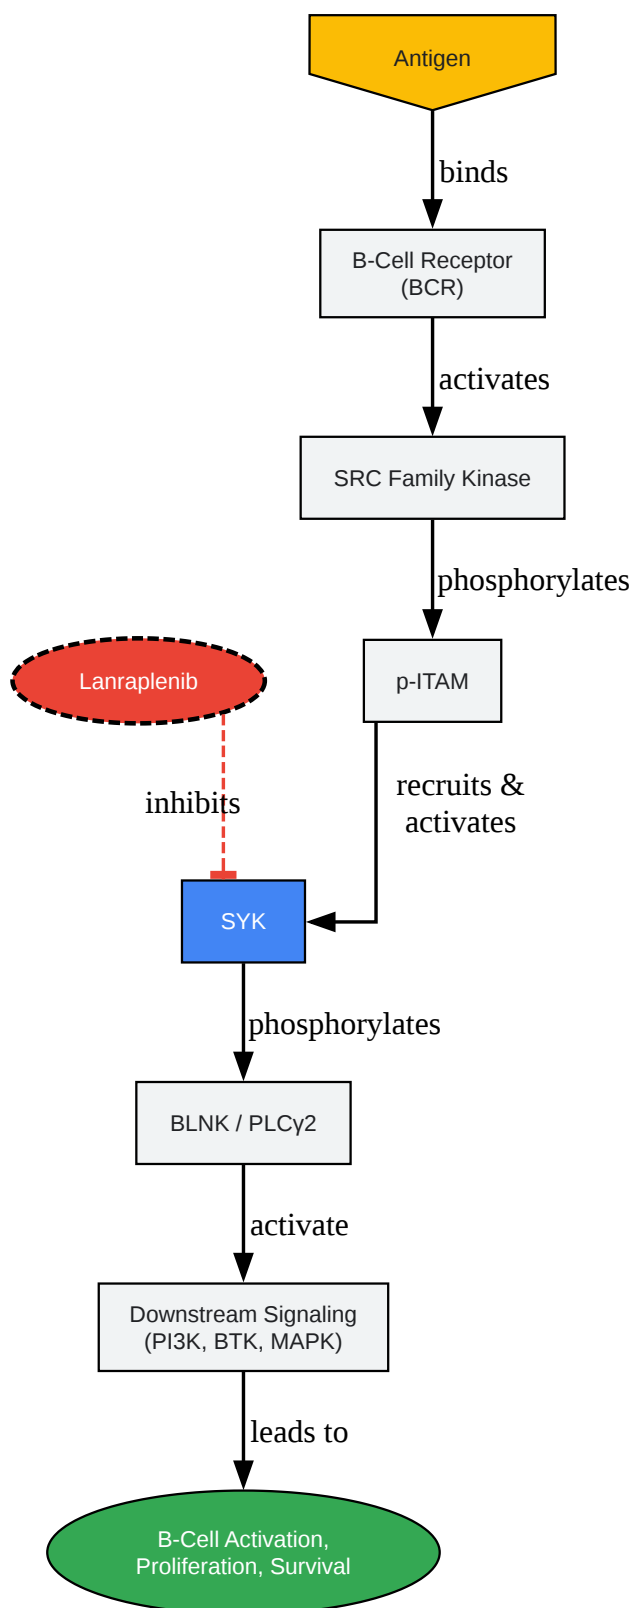 Antigen
binds
B-Cell Receptor
(BCR)
activates
SRC Family Kinase
phosphorylates
Lanraplenib
p-ITAM
recruits &
activates
inhibits
SYK
phosphorylates
BLNK / PLCγ2
activate
Downstream Signaling
(PI3K, BTK, MAPK)
leads to
B-Cell Activation,
Proliferation, Survival